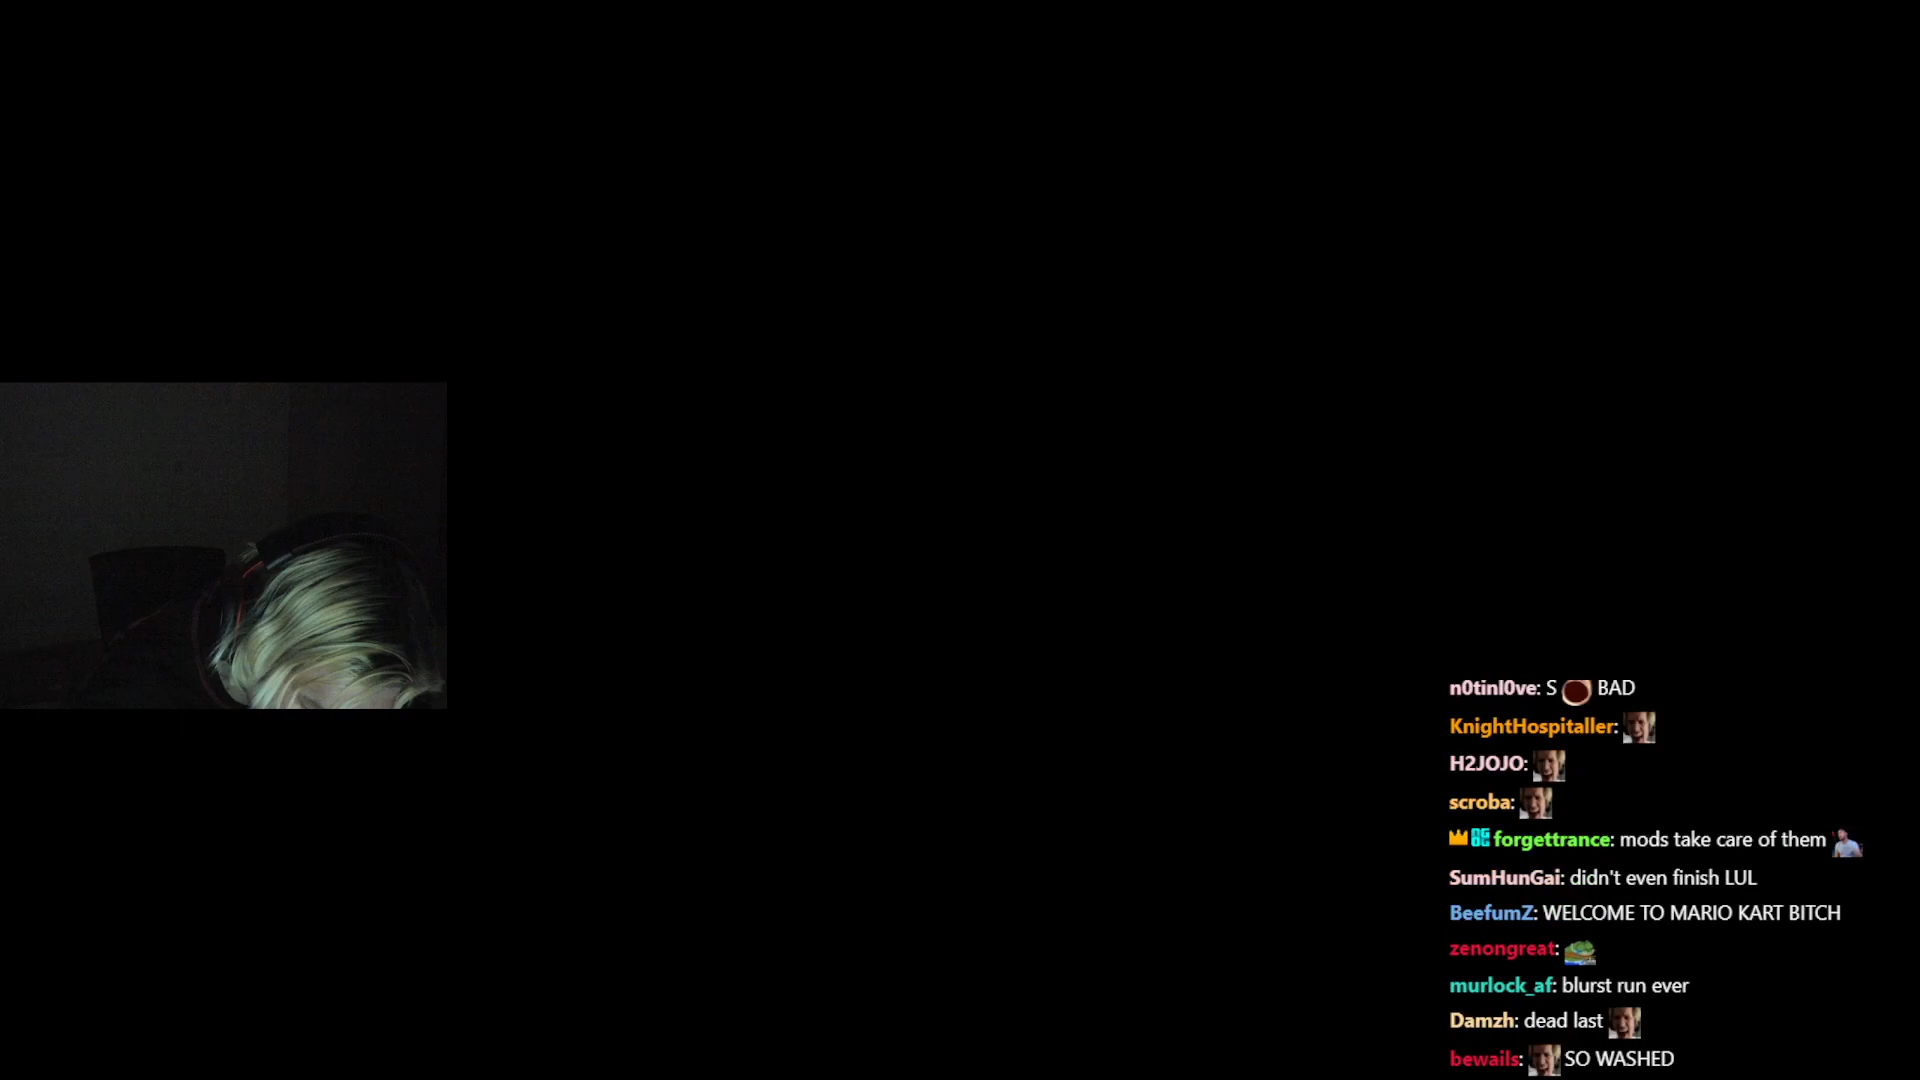 n0tinl0ve: S BAD
KnightHospitaller:
H2JOJO:
scroba:
forgettrance: mods take care of them
SumHunGai: didn't even finish LUL
BeefumZ: WELCOME TO MARIO KART BITCH
zenongreat:
murlock_af: blurst run ever
Damzh: dead last
bewails: SO WASHED